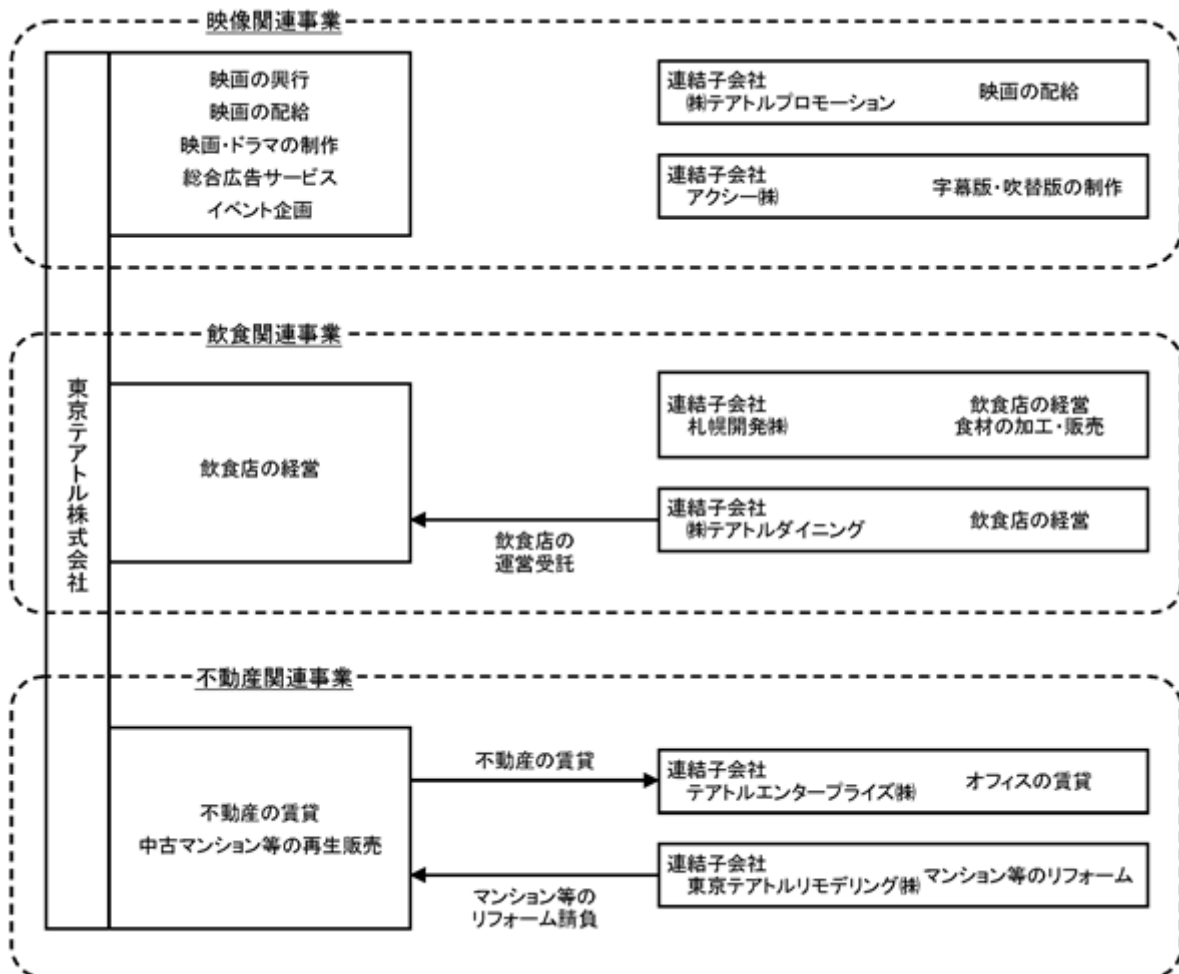 映像関連事業
映画の興行
映画の配給
映画・ドラマの制作
総合広告サービス
イベント企画
連結子会社
㈱テアトルプロモーション
映画の配給
連結子会社
アクシー㈱
字幕版・吹替版の制作
東京テアトル株式会社
飲食関連事業
飲食店の経営
連結子会社
札幌開発㈱
飲食店の経営
食材の加工・販売
連結子会社
㈱テアトルダイニング
飲食店の経営
飲食店の
運営受託
不動産関連事業
不動産の賃貸
中古マンション等の再生販売
不動産の賃貸
連結子会社
テアトルエンタープライズ㈱
オフィスの賃貸
連結子会社
東京テアトルリモデリング㈱
マンション等のリフォーム
マンション等の
リフォーム請負